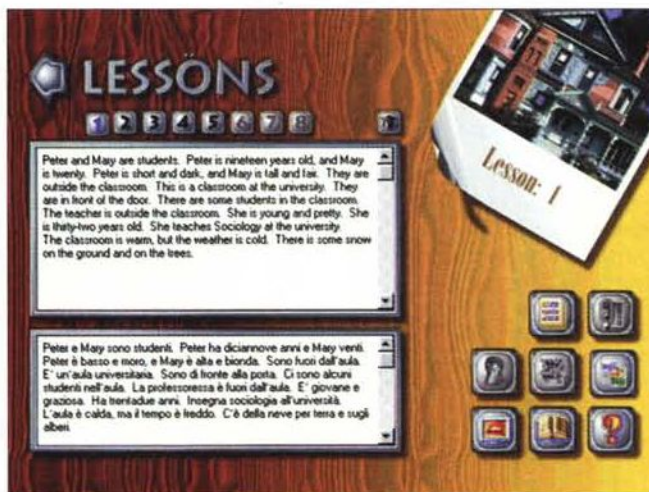 LESSÖNS
1 2 3 4 5 6 7 8
Peter and Mary are students. Peter is nineteen years old, and Mary
is twenty. Peter is short and dark, and Mary is tall and fair. They are
outside the classroom. This is a classroom at the university. They
are in front of the door. There are some students in the classroom.
The teacher is outside the classroom. She is young and pretty. She
is thirty-two years old. She teaches Sociology at the university.
The classroom is warm, but the weather is cold. There is some snow
on the ground and on the trees.
Peter e Mary sono studenti. Peter ha diciannove anni e Mary venti.
Peter è basso e moro, e Mary è alta e bionda. Sono fuori dall'aula.
E' un'aula universitaria. Sono di fronte alla porta. Ci sono alcuni
studenti nell'aula. La professoressa è fuori dall'aula. E' giovane e
graziosa. Ha trentadue anni. Insegna sociologia all'università.
L'aula è calda, ma il tempo è freddo. C'è della neve per terra e sugli
alberi.
Lesson: 1
?